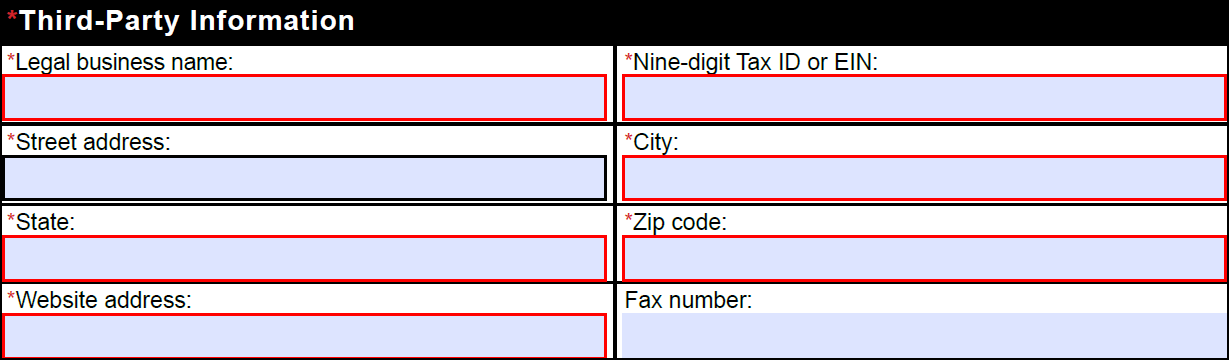 *Third-Party Information
*Legal business name:
*Nine-digit Tax ID or EIN:
*Street address:
*City:
*State:
*Zip code:
*Website address:
Fax number: